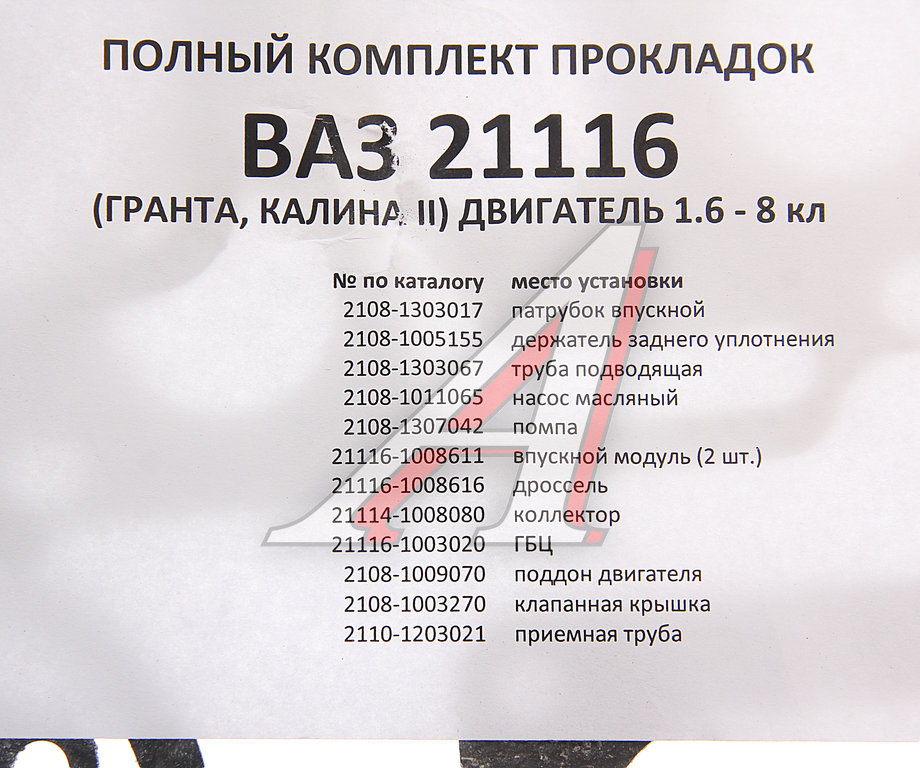 ПОЛНЫЙ КОМПЛЕКТ ПРОКЛАДОК
ВАЗ 21116
(ГРАНТА, КАЛИНА II) ДВИГАТЕЛЬ 1.6 - 8 кл
№ по каталогу место установки
2108-1303017 патрубок впускной
2108-1005155 держатель заднего уплотнения
2108-1303067 труба подводящая
2108-1011065 насос масляный
2108-1307042 помпа
21116-1008611 впускной модуль (2 шт.)
21116-1008616 дроссель
21114-1008080 коллектор
21116-1003020 ГБЦ
2108-1009070 поддон двигателя
2108-1003270 клапанная крышка
2110-1203021 приемная труба